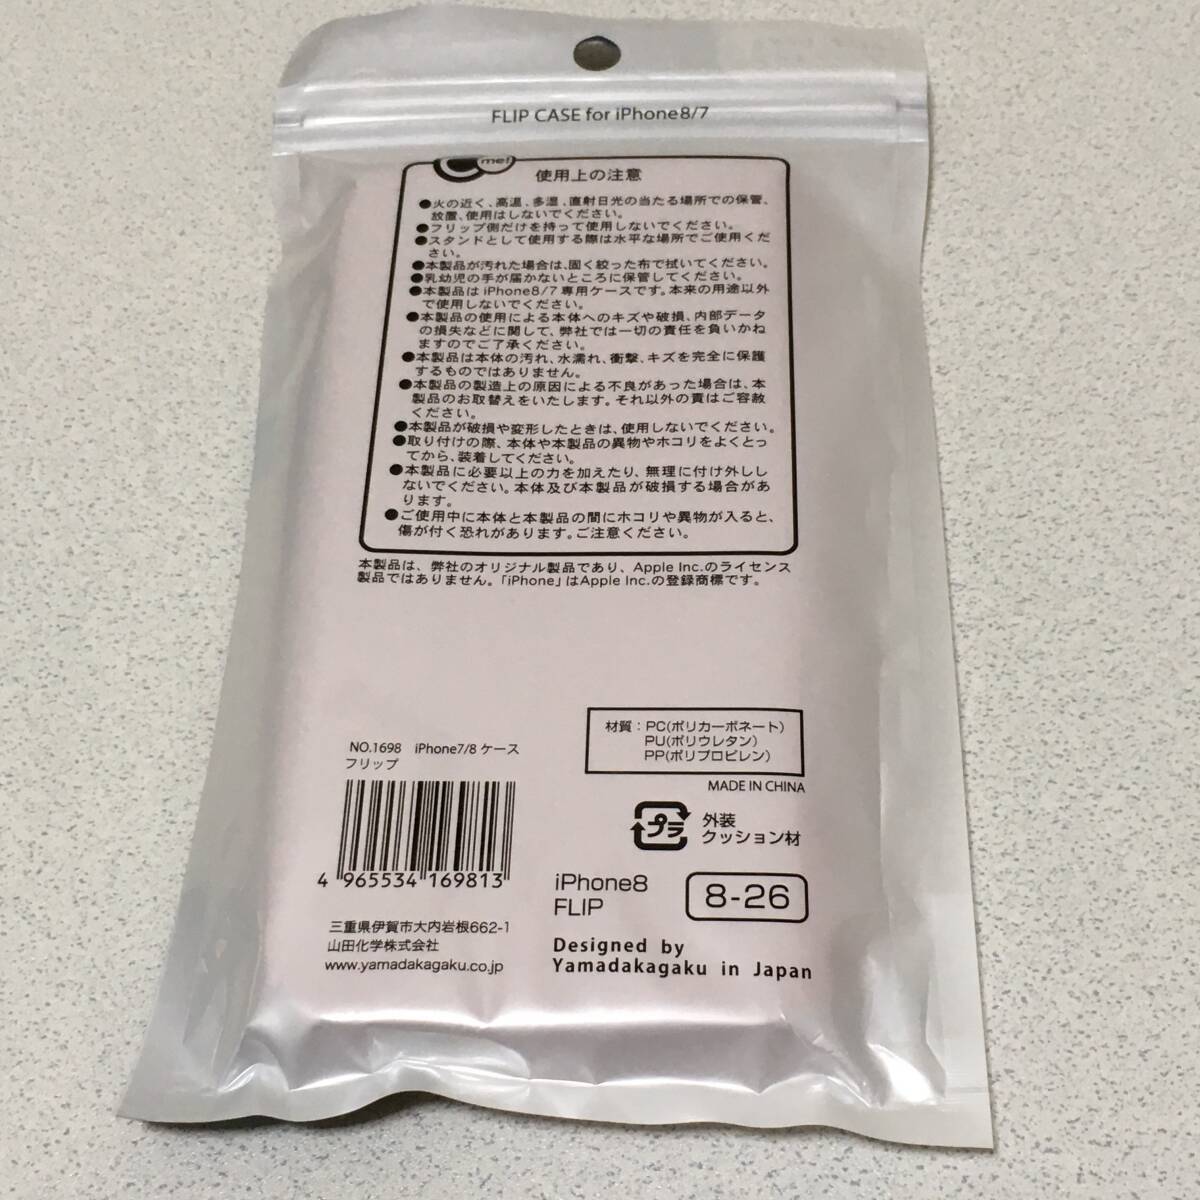 FLIP CASE for iPhone8/7
me!
使用上の注意
●火の近く、高温、多湿、直射日光の当たる場所での保管、
放置、使用はしないでください。
●フリップ側だけを持って使用しないでください。
●スタンドとして使用する際は水平な場所でご使用くだ
さい。
●本製品が汚れた場合は、固く絞った布で拭いてください。
●乳幼児の手が届かないところに保管してください。
●本製品はiPhone8/7専用ケースです。本来の用途以外
で使用しないでください。
●本製品の使用による本体へのキズや破損、内部データ
の損失などに関して、弊社では一切の責任を負いかね
ますのでご了承ください。
●本製品は本体の汚れ、水濡れ、衝撃、キズを完全に保護
するものではありません。
●本製品の製造上の原因による不良があった場合は、本
製品のお取替えをいたします。それ以外の責はご容赦
ください。
●本製品が破損や変形したときは、使用しないでください。
●取り付けの際、本体や本製品の異物やホコリをよくとっ
てから、装着してください。
●本製品に必要以上の力を加えたり、無理に付け外しし
ないでください。本体及び本製品が破損する場合があ
ります。
●ご使用中に本体と本製品の間にホコリや異物が入ると、
傷が付く恐れがあります。ご注意ください。
本製品は、弊社のオリジナル製品であり、Apple Inc.のライセンス
製品ではありません。「iPhone」はApple Inc.の登録商標です。
材質：PC(ポリカーボネート)
PU(ポリウレタン)
PP(ポリプロピレン)
MADE IN CHINA
NO.1698 iPhone7/8 ケース
フリップ
4 965534 169813
プラ
外装
クッション材
iPhone8
FLIP
8-26
三重県伊賀市大内岩根662-1
山田化学株式会社
www.yamadakagaku.co.jp
Designed by
Yamadakagaku in Japan